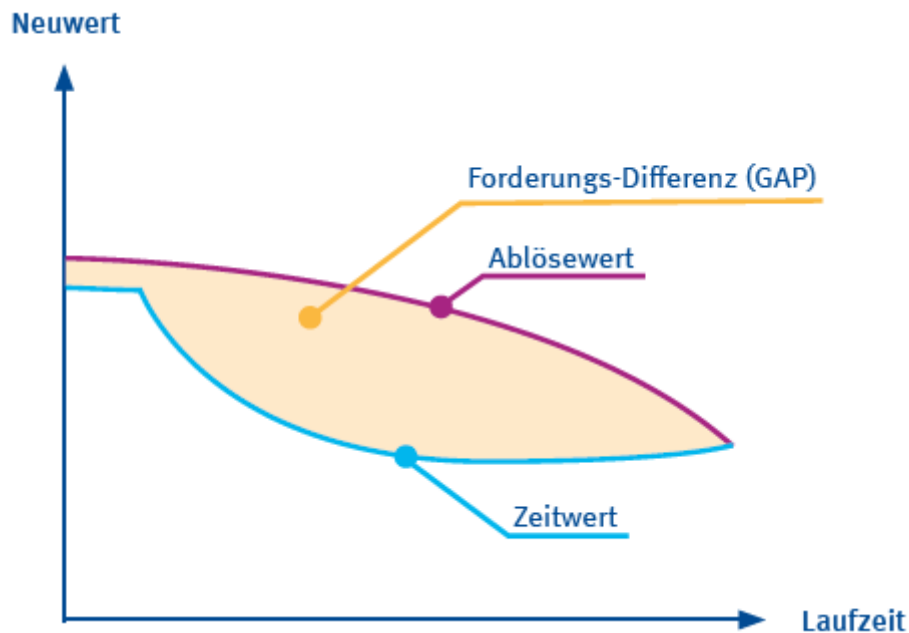 Neuwert
Forderungs-Differenz (GAP)
Ablösewert
Zeitwert
Laufzeit